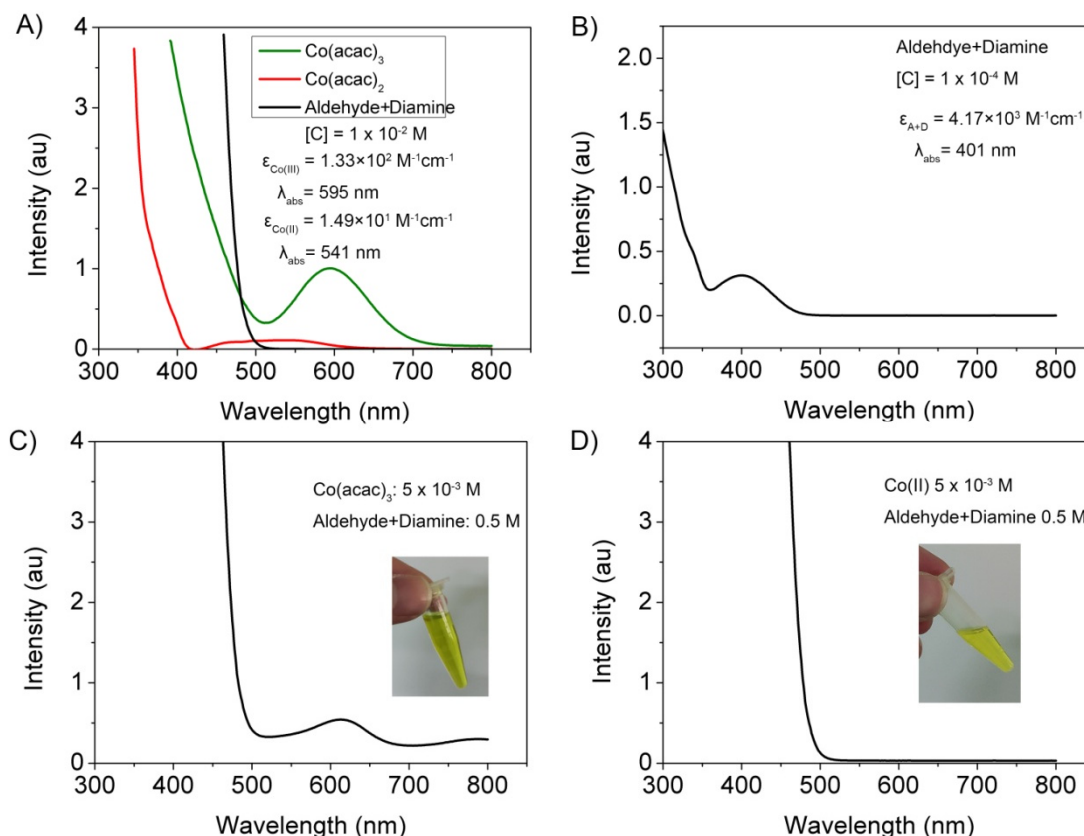 A)
4
3
2
1
0
Intensity (au)
Co(acac)3
Co(acac)2
Aldehyde+Diamine
[C] = 1 x 10-2 M
εCo(III) = 1.33×10² M-1cm-1
λabs = 595 nm
εCo(II) = 1.49×10¹ M-1cm-1
λabs = 541 nm
300 400 500 600 700 800
Wavelength (nm)
B)
2.0
1.5
1.0
0.5
0.0
Intensity (au)
Aldehdye+Diamine
[C] = 1 x 10-4 M
εA+D = 4.17×10³ M-1cm-1
λabs = 401 nm
300 400 500 600 700 800
Wavelength (nm)
C)
4
3
2
1
0
Intensity (au)
Co(acac)3: 5 x 10-3 M
Aldehyde+Diamine: 0.5 M
300 400 500 600 700 800
Wavelength (nm)
D)
4
3
2
1
0
Intensity (au)
Co(II) 5 x 10-3 M
Aldehyde+Diamine 0.5 M
300 400 500 600 700 800
Wavelength (nm)